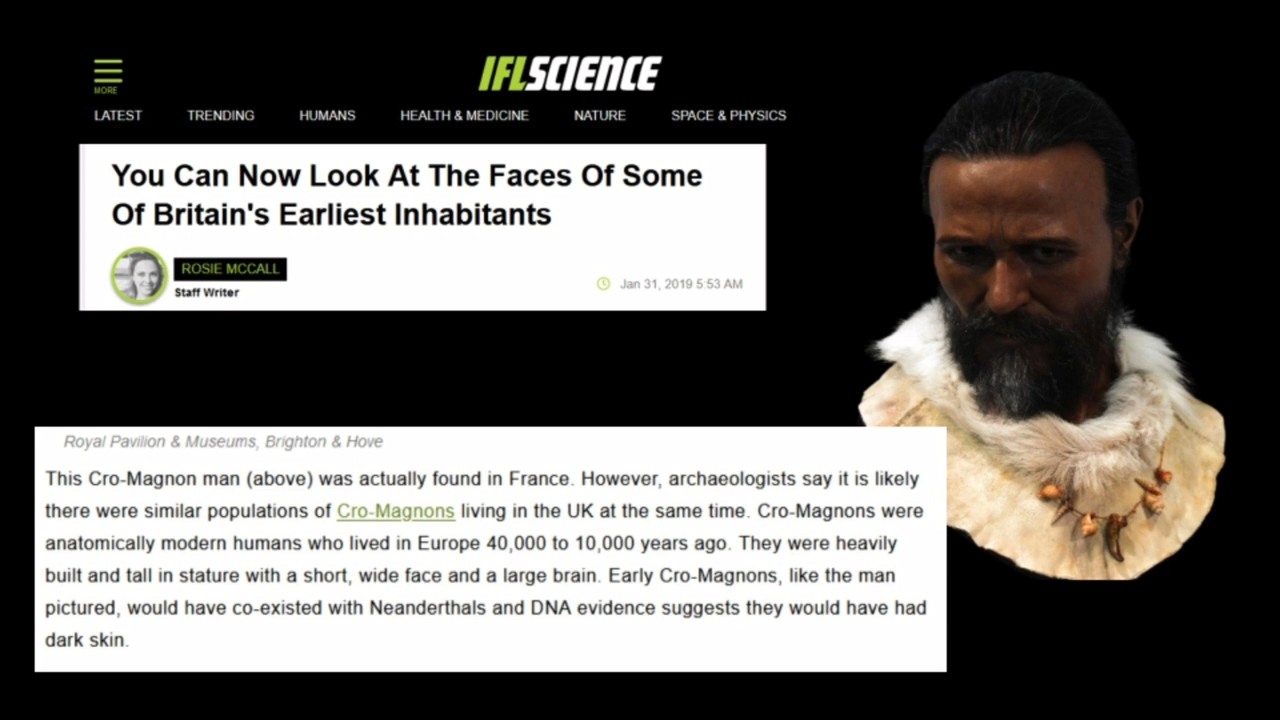 IFLSCIENCE
MORE
LATEST TRENDING HUMANS HEALTH & MEDICINE NATURE SPACE & PHYSICS
You Can Now Look At The Faces Of Some
Of Britain's Earliest Inhabitants
ROSIE MCCALL
Staff Writer
Jan 31, 2019 5:53 AM
Royal Pavilion & Museums, Brighton & Hove
This Cro-Magnon man (above) was actually found in France. However, archaeologists say it is likely
there were similar populations of Cro-Magnons living in the UK at the same time. Cro-Magnons were
anatomically modern humans who lived in Europe 40,000 to 10,000 years ago. They were heavily
built and tall in stature with a short, wide face and a large brain. Early Cro-Magnons, like the man
pictured, would have co-existed with Neanderthals and DNA evidence suggests they would have had
dark skin.